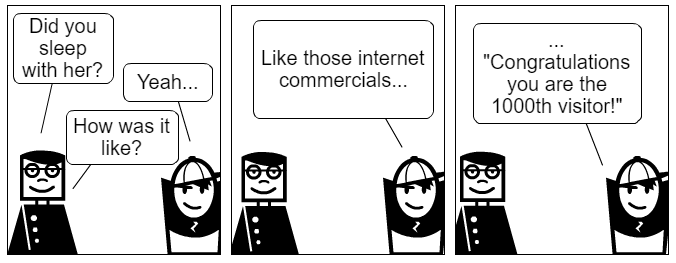 Did you
sleep
with her?
Yeah...
How was it
like?
Like those internet
commercials...
...
"Congratulations
you are the
1000th visitor!"